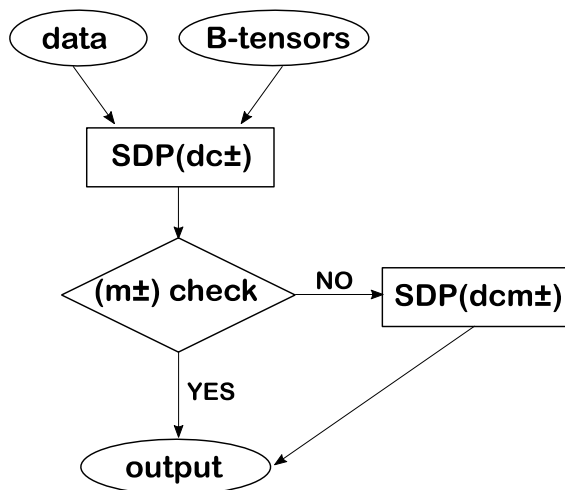 data
B-tensors
SDP(dc±)
(m±) check
NO
SDP(dcm±)
YES
output